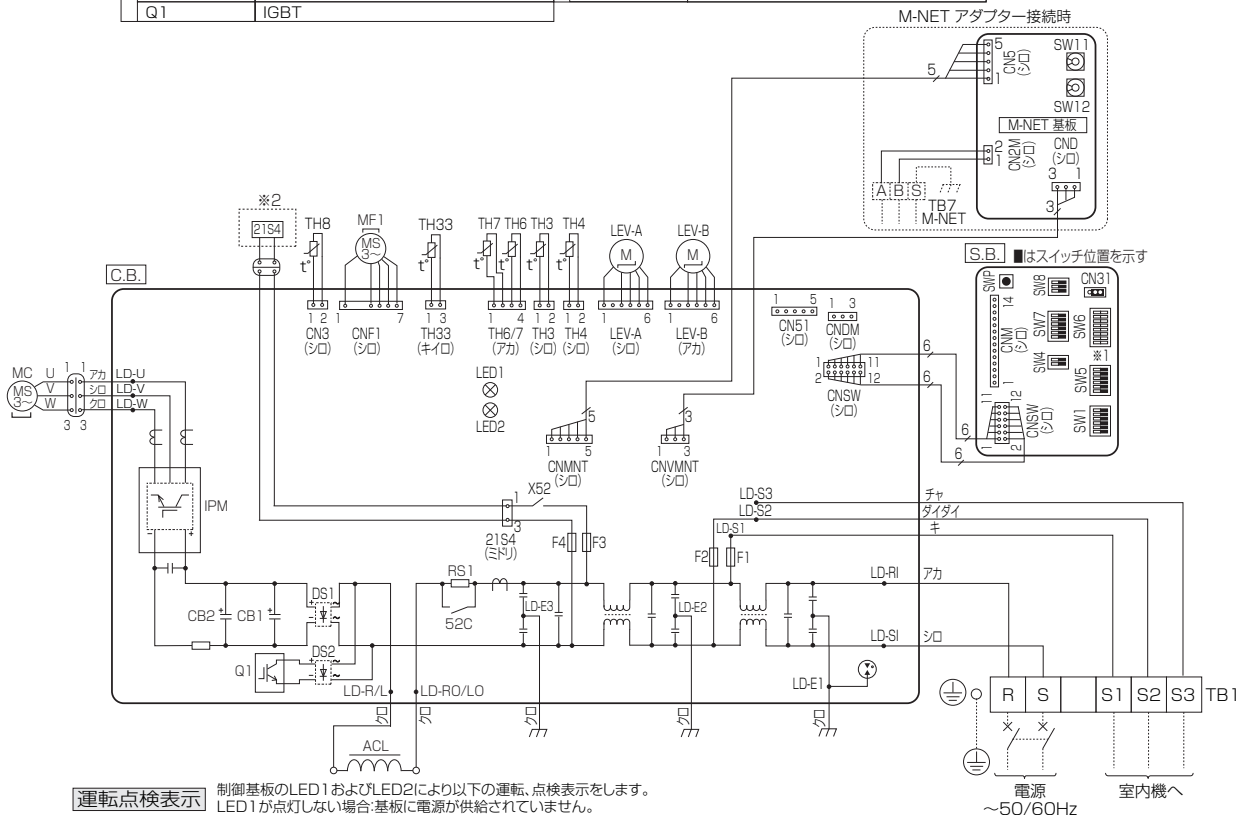 Q1 IGBT
M-NET アダプター接続時
5
CN5
(シロ)
1
SW11
SW12
5
M-NET 基板
2
1
CN2M
(シロ)
CND
(シロ)
3 1
3
A B S
TB7
M-NET
※2
21S4
TH8
t°
MF1
MS
3~
TH33
t°
TH7 TH6 TH3 TH4
t° t° t° t°
LEV-A
M
LEV-B
M
S.B. ■はスイッチ位置を示す
C.B.
1 2
CN3
(シロ)
1 7
CNF1
(シロ)
1 3
TH33
(キイロ)
1 4
TH6/7
(アカ)
1 2
TH3
(シロ)
1 2
TH4
(シロ)
1 6
LEV-A
(シロ)
1 6
LEV-B
(アカ)
1 5
CN51
(シロ)
1 3
CNDM
(シロ)
SWP
SW8
CN31
14
CNM
(シロ)
1
SW7
SW6
SW4
※1
SW5
SW1
11 12
CNSW
(シロ)
1 2
6
6
6
6
1 11
2 12
CNSW
(シロ)
MC
MS
3~
U
V
W
1 1
3 3
アカ
シロ
クロ
LD-U
LD-V
LD-W
LED1
LED2
5
1 5
CNMNT
(シロ)
3
1 3
CNVMNT
(シロ)
IPM
- +
1
3
21S4
(ミドリ)
X52
F4 F3
LD-S3
LD-S2
LD-S1
チャ
ダイダイ
キ
F2 F1
RS1
52C
LD-E3
LD-E2
LD-RI アカ
LD-SI シロ
LD-E1
CB2 + CB1 +
DS1
+ ~
- ~
DS2
+ ~
- ~
Q1
LD-R/L
LD-RO/LO
クロ
クロ
クロ
クロ
クロ
ACL
R S S1 S2 S3 TB1
電源
~50/60Hz
室内機へ
運転点検表示
制御基板のLED1およびLED2により以下の運転、点検表示をします。
LED1が点灯しない場合:基板に電源が供給されていません。